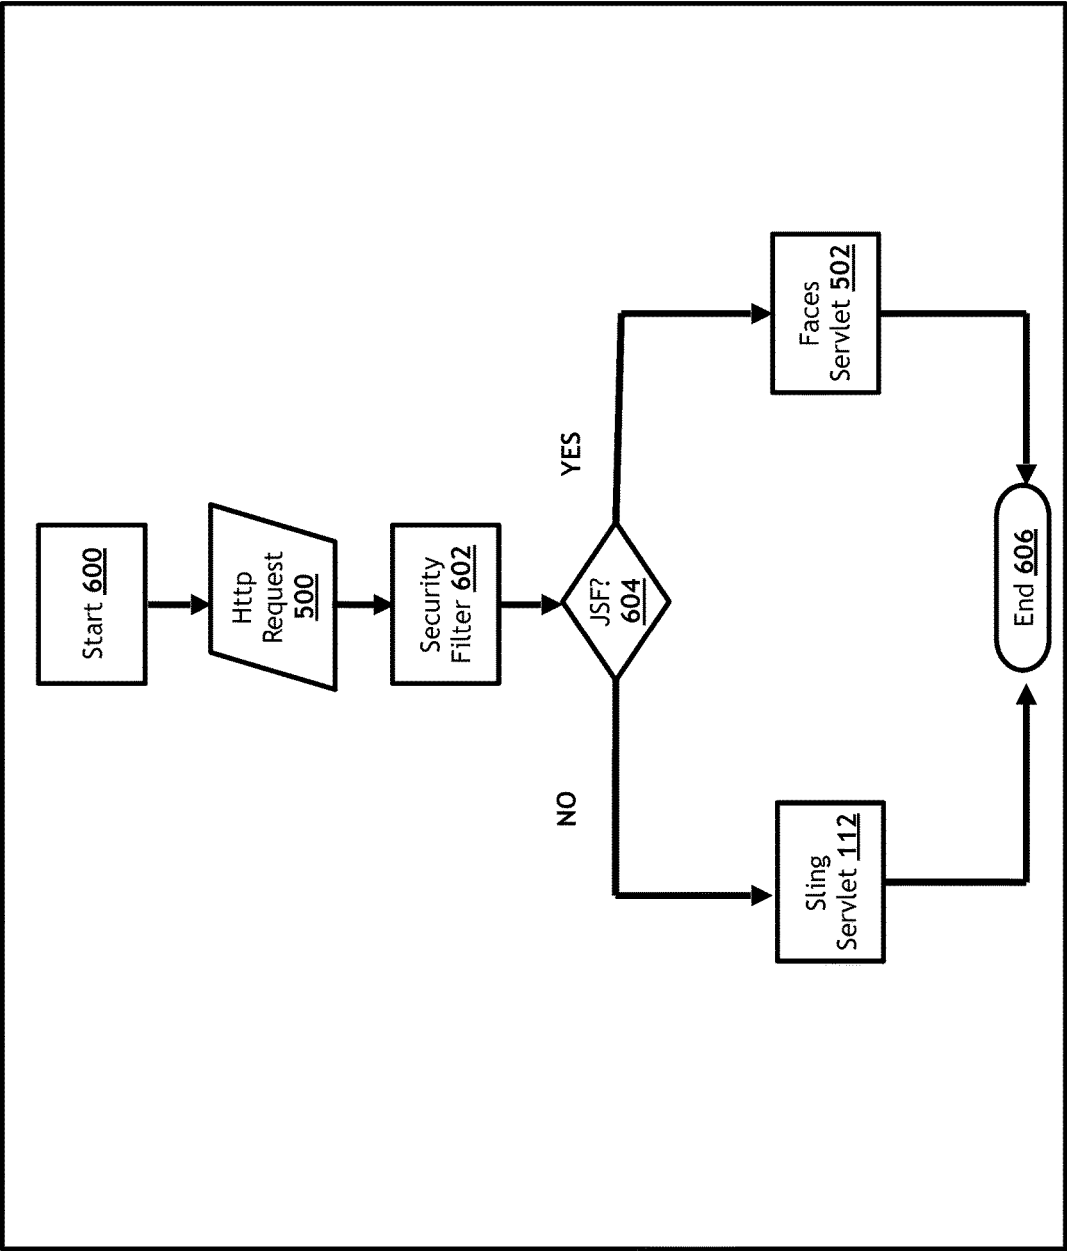 Start 600
Http
Request
500
Security
Filter 602
JSF?
604
YES
NO
Faces
Servlet 502
Sling
Servlet 112
End 606